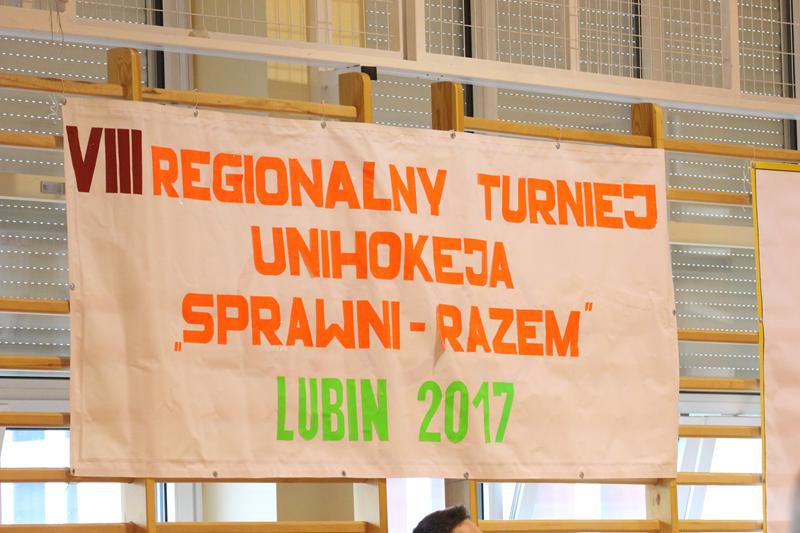 VIII REGIONALNY TURNIEJ
UNIHOKEJA
„SPRAWNI - RAZEM"
LUBIN 2017